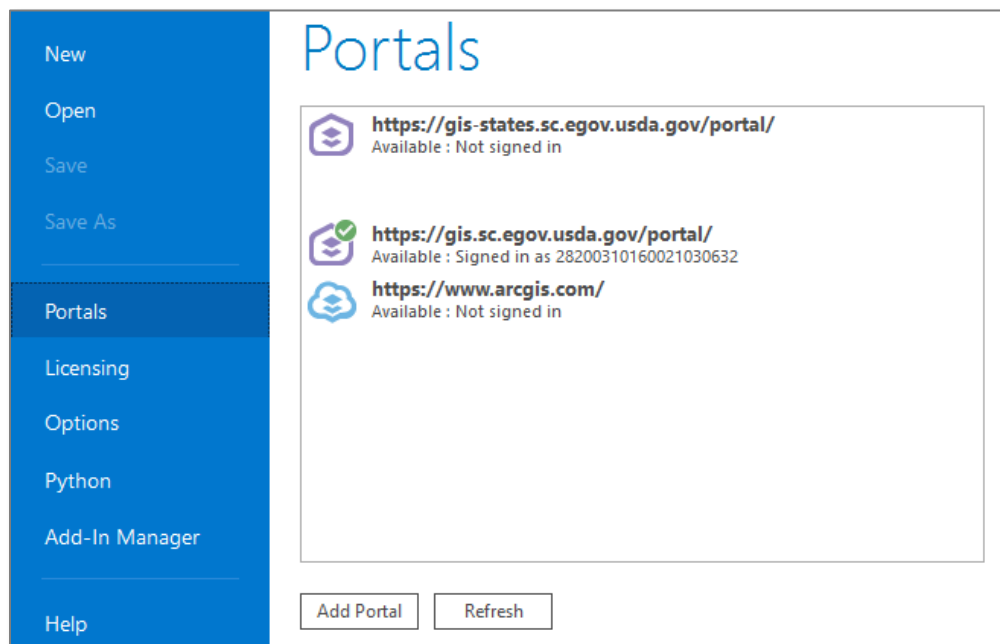 New
Open
Save
Save As
Portals
Licensing
Options
Python
Add-In Manager
Help
Portals
https://gis-states.sc.egov.usda.gov/portal/
Available : Not signed in
https://gis.sc.egov.usda.gov/portal/
Available : Signed in as 28200310160021030632
https://www.arcgis.com/
Available : Not signed in
Add Portal
Refresh